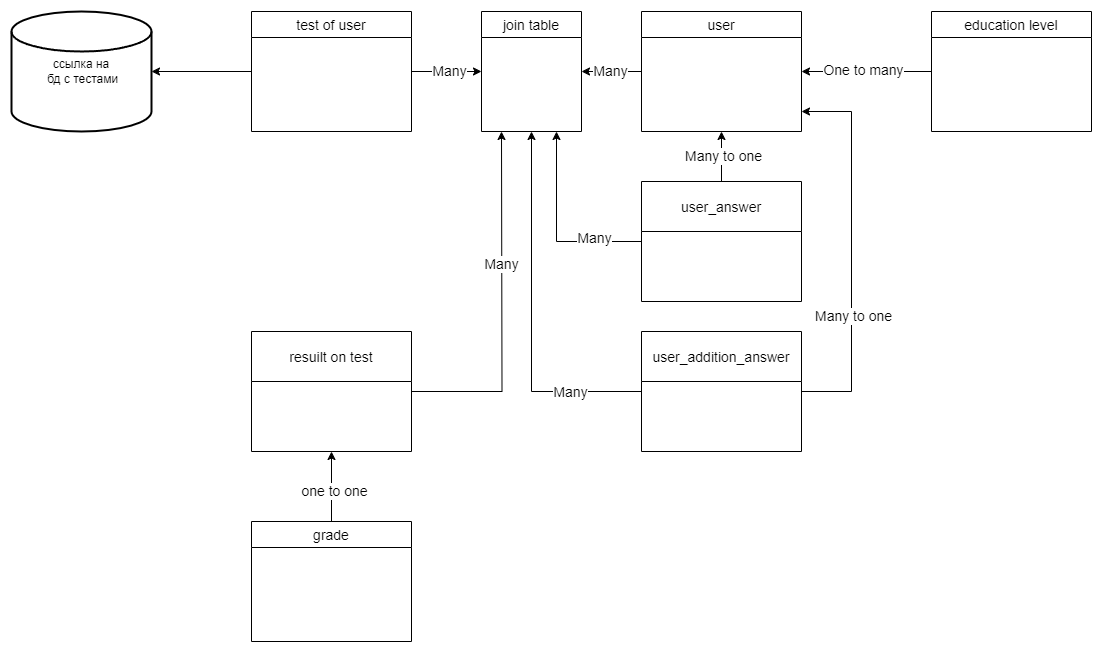 test of user
join table
user
education level
ссылка на
бд с тестами
Many
Many
One to many
Many to one
user_answer
Many
Many
Many to one
resuilt on test
user_addition_answer
Many
one to one
grade